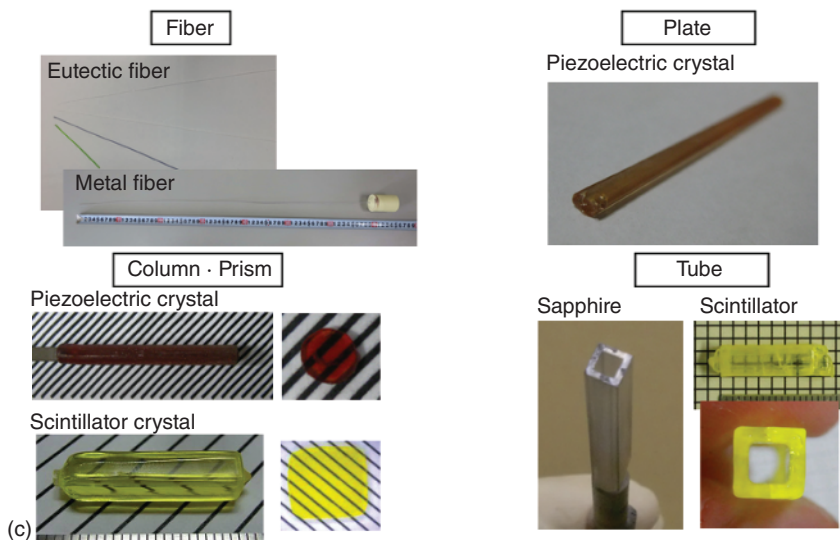 Fiber
Eutectic fiber
Metal fiber
Plate
Piezoelectric crystal
Column · Prism
Piezoelectric crystal
Scintillator crystal
Tube
Sapphire
Scintillator
(c)